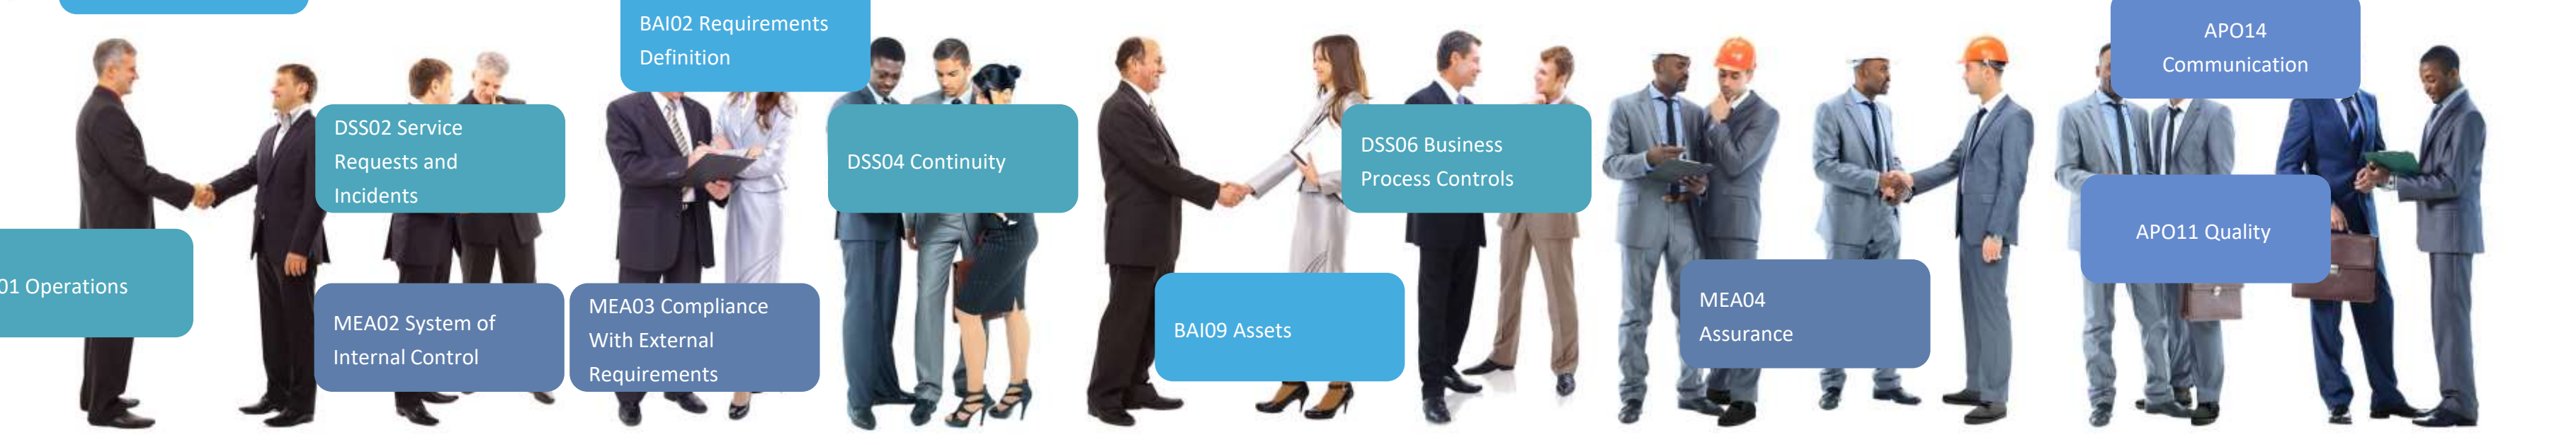 BAI02 Requirements
Definition
APO14
Communication
DSS02 Service
Requests and
Incidents
DSS04 Continuity
DSS06 Business
Process Controls
APO11 Quality
01 Operations
MEA02 System of
Internal Control
MEA03 Compliance
With External
Requirements
BAI09 Assets
MEA04
Assurance